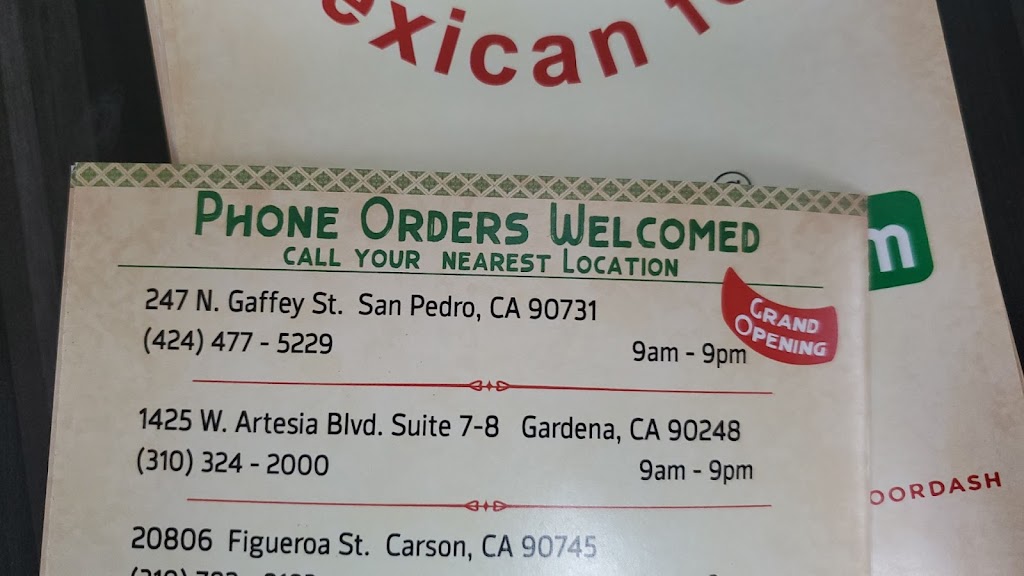 exican
PHONE ORDERS WELCOMED
CALL YOUR NEAREST LOCATION
247 N. Gaffey St. San Pedro, CA 90731
GRAND OPENING
(424) 477 - 5229 9am - 9pm
1425 W. Artesia Blvd. Suite 7-8 Gardena, CA 90248
(310) 324 - 2000 9am - 9pm
20806 Figueroa St. Carson, CA 90745
m
OORDASH